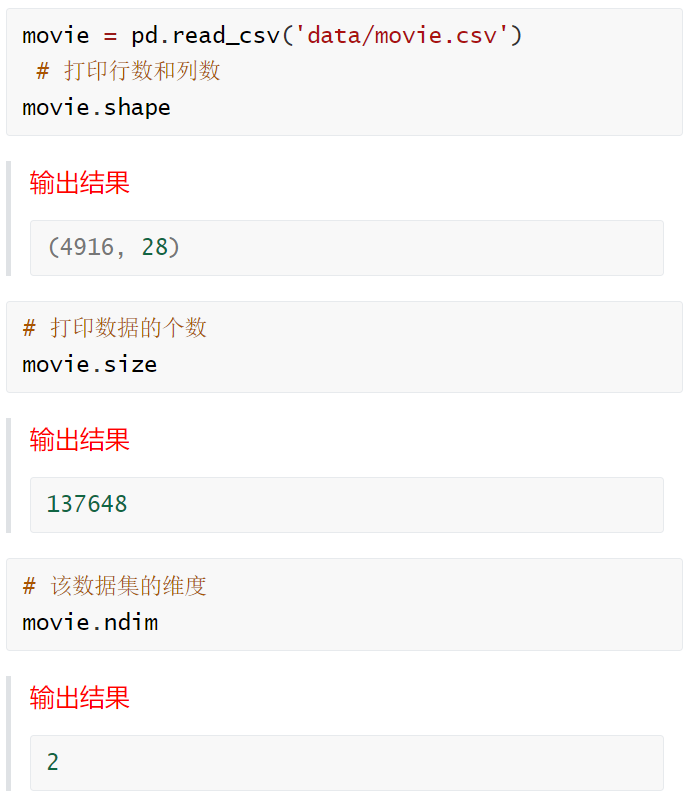 movie = pd.read_csv('data/movie.csv')
# 打印行数和列数
movie.shape
输出结果
(4916, 28)
# 打印数据的个数
movie.size
输出结果
137648
# 该数据集的维度
movie.ndim
输出结果
2